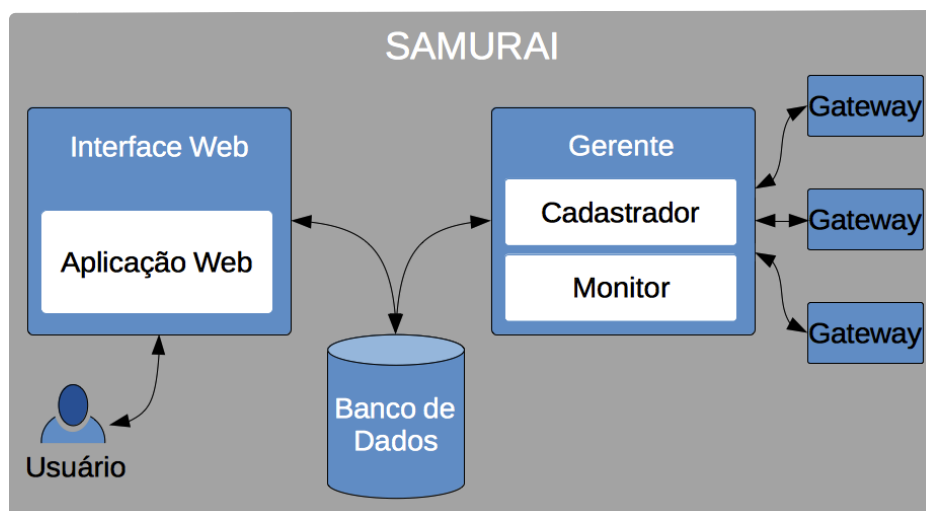 SAMURAI
Interface Web
Aplicação Web
Usuário
Banco de
Dados
Gerente
Cadastrador
Monitor
Gateway
Gateway
Gateway